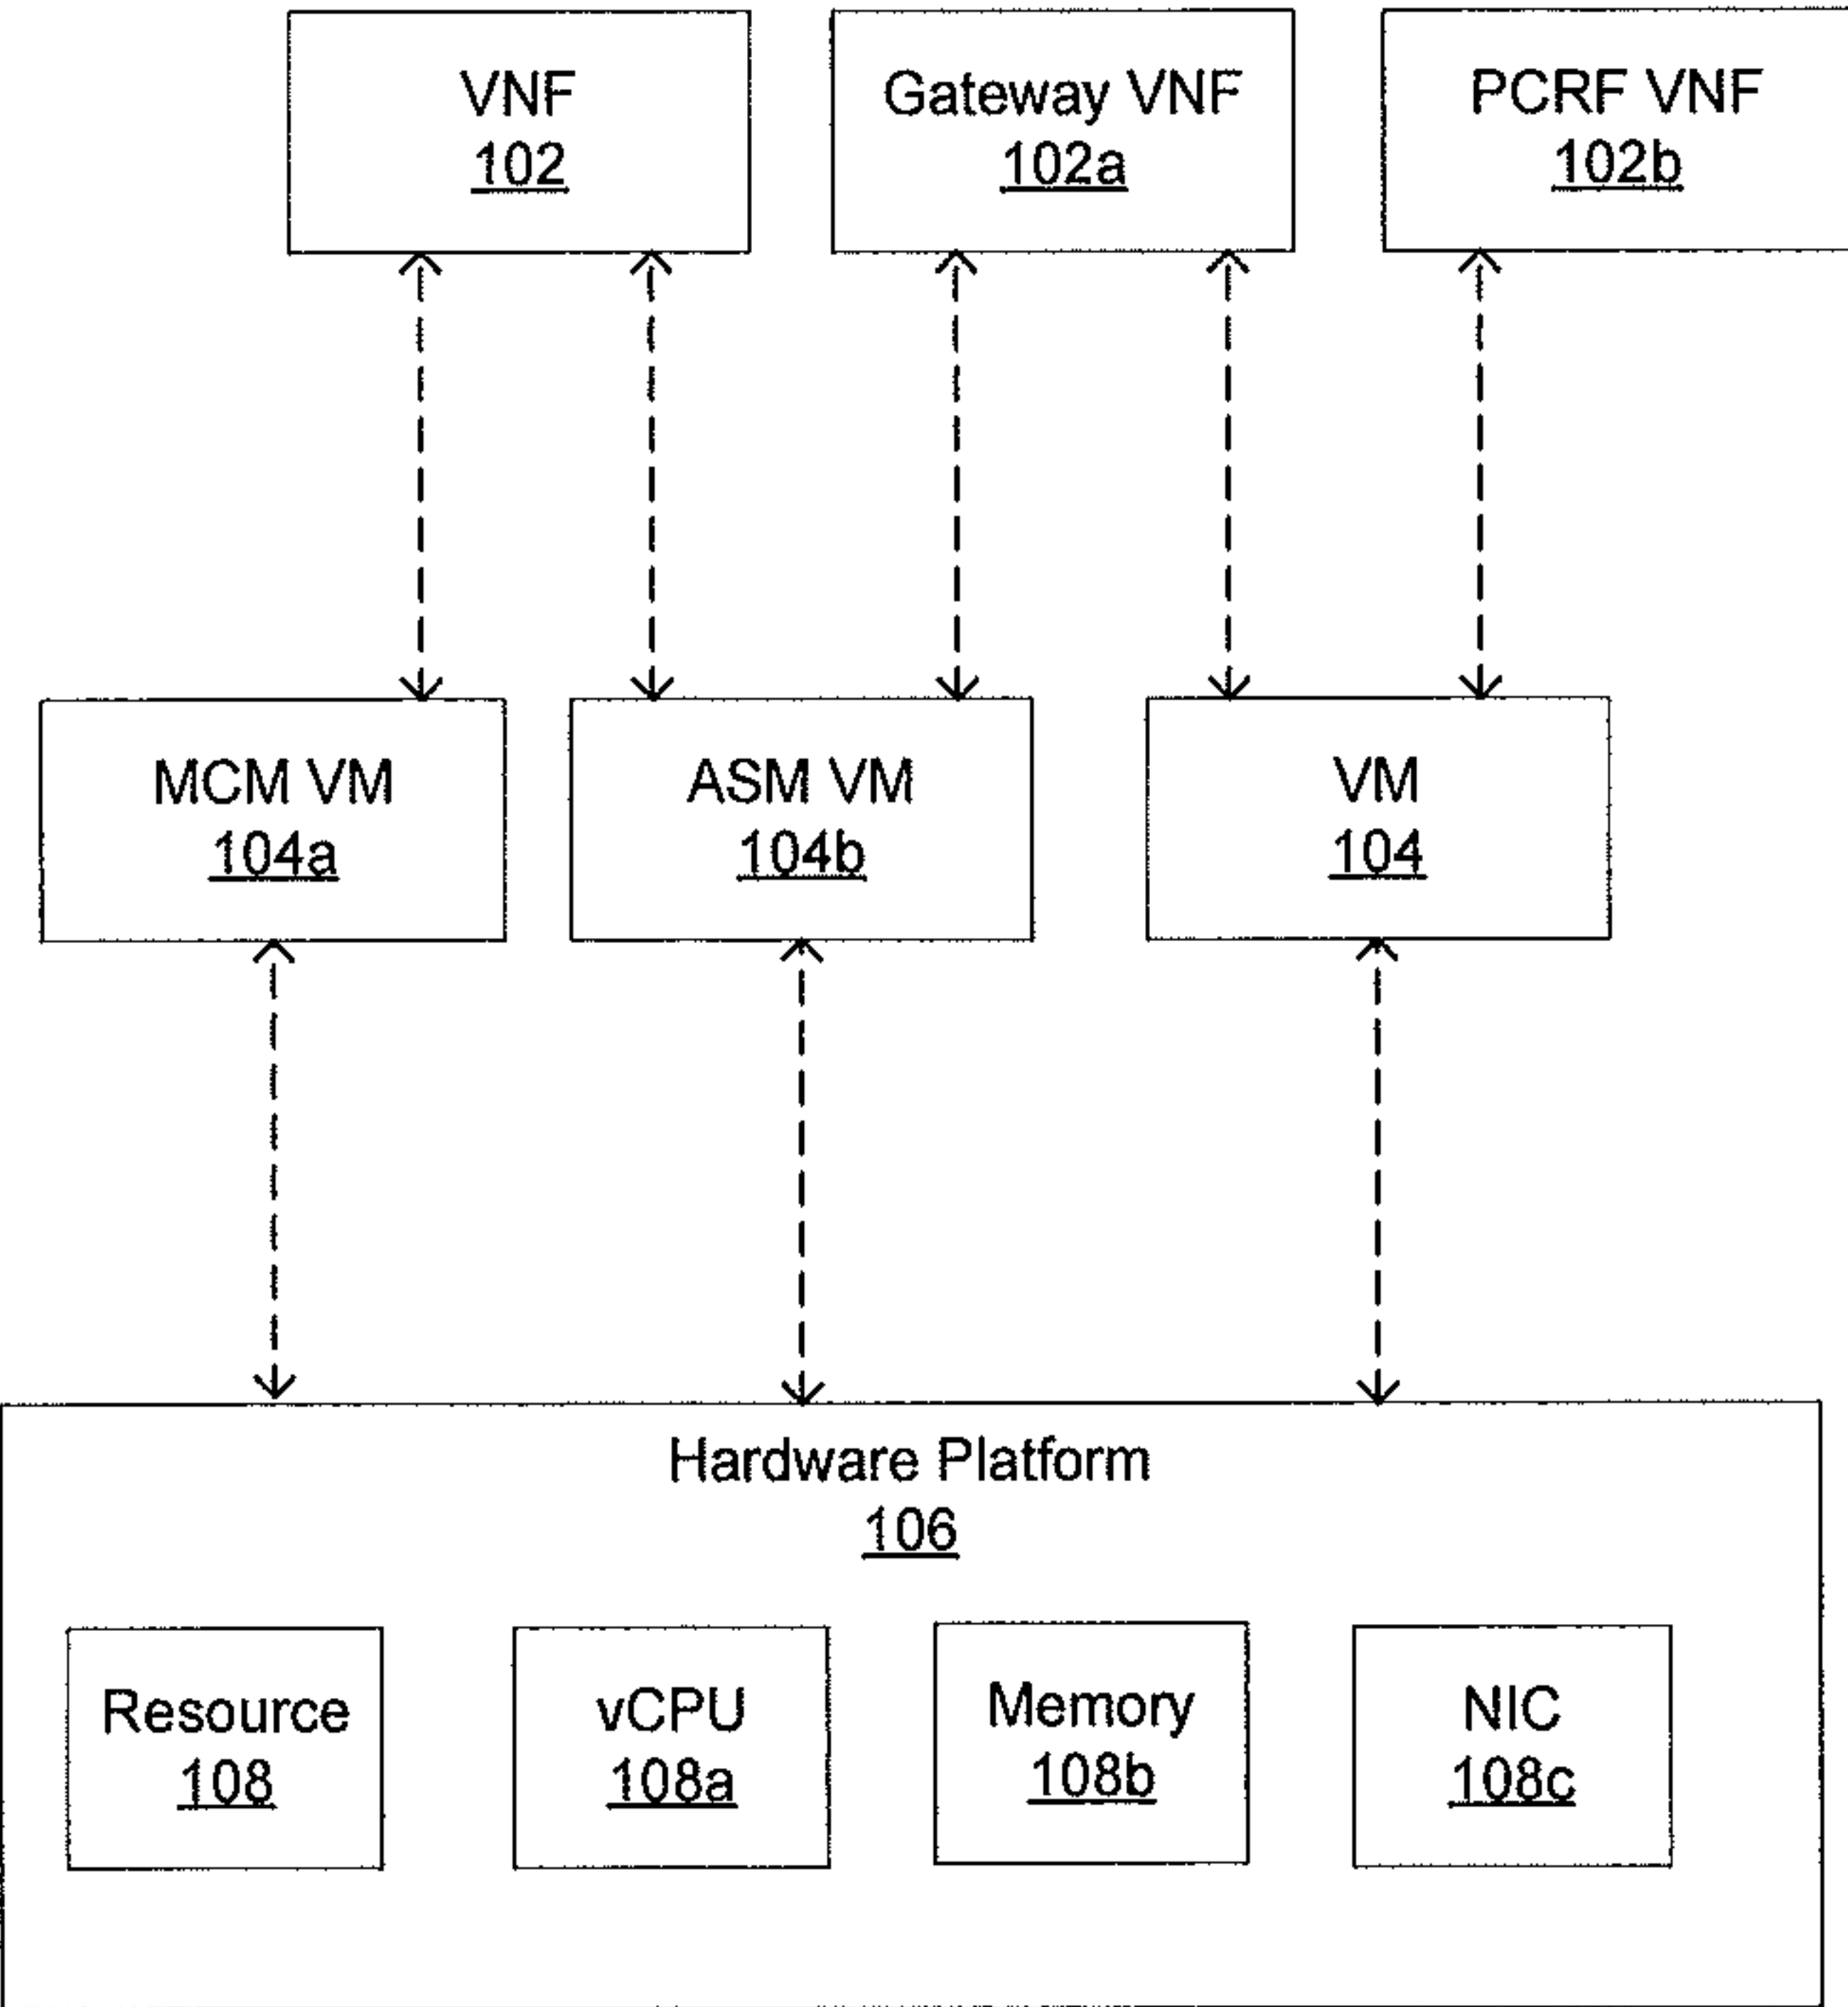 VNF
102
Gateway VNF
102a
PCRF VNF
102b
MCM VM
104a
ASM VM
104b
VM
104
Hardware Platform
106
Resource
108
vCPU
108a
Memory
108b
NIC
108c